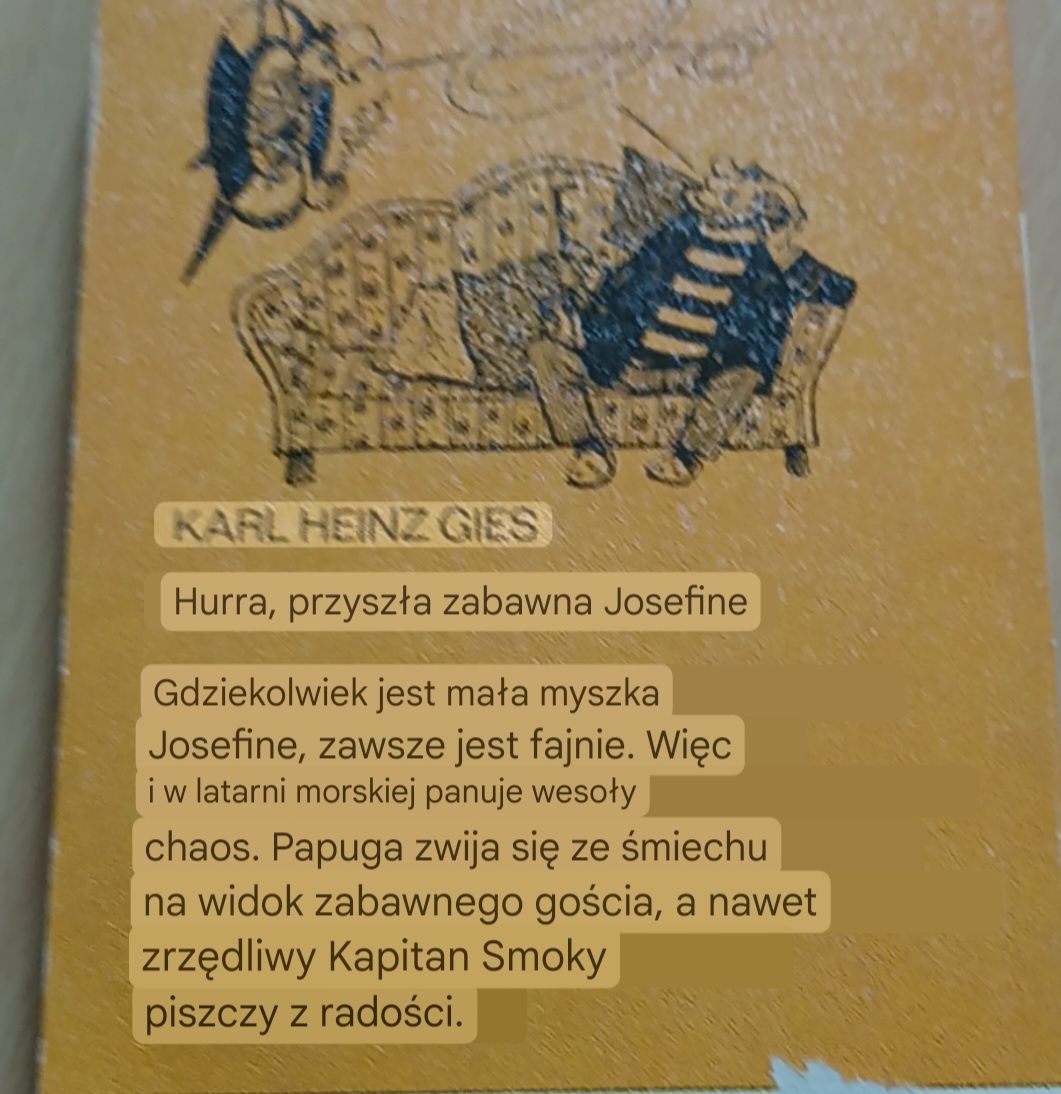 KARL HEINZ GIES
Hurra, przyszła zabawna Josefine
Gdziekolwiek jest mała myszka
Josefine, zawsze jest fajnie. Więc
i w latarni morskiej panuje wesoły
chaos. Papuga zwija się ze śmiechu
na widok zabawnego gościa, a nawet
zrzędliwy Kapitan Smoky
piszczy z radości.